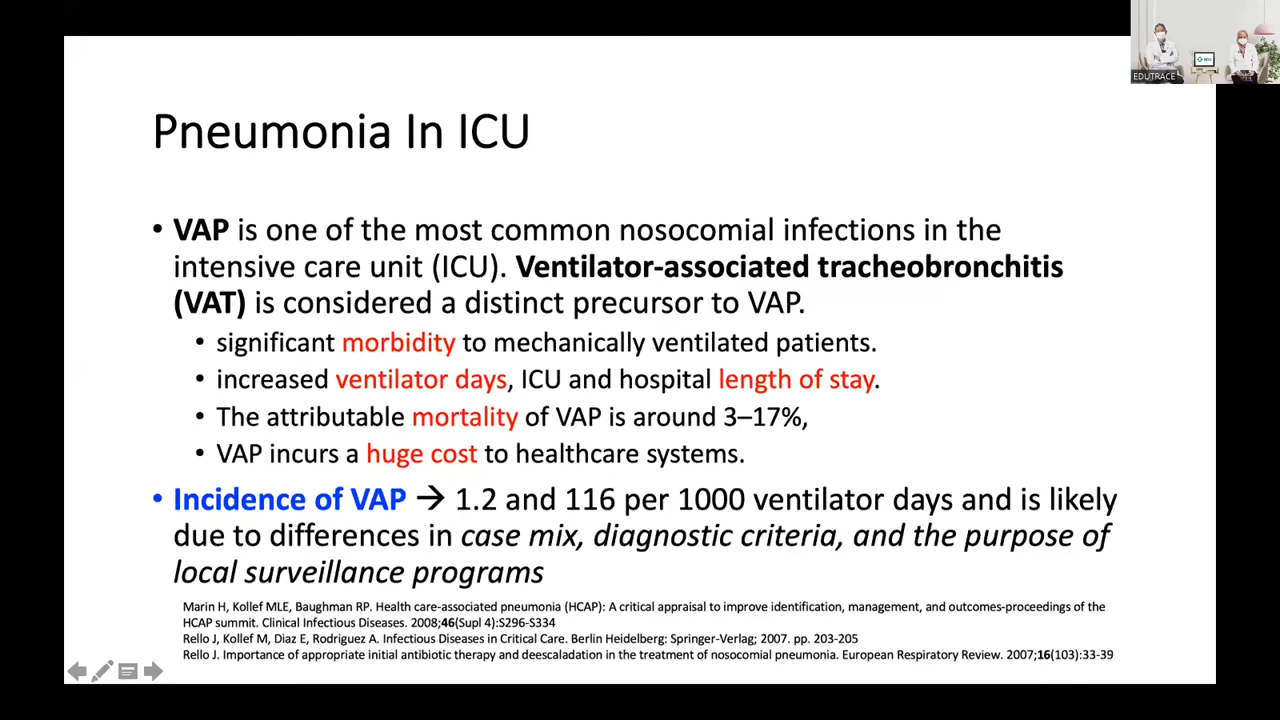 EDUTRACE
Pneumonia In ICU
• VAP is one of the most common nosocomial infections in the
intensive care unit (ICU). Ventilator-associated tracheobronchitis
(VAT) is considered a distinct precursor to VAP.
• significant morbidity to mechanically ventilated patients.
• increased ventilator days, ICU and hospital length of stay.
• The attributable mortality of VAP is around 3–17%,
• VAP incurs a huge cost to healthcare systems.
• Incidence of VAP → 1.2 and 116 per 1000 ventilator days and is likely
due to differences in case mix, diagnostic criteria, and the purpose of
local surveillance programs
Marin H, Kollef MLE, Baughman RP. Health care-associated pneumonia (HCAP): A critical appraisal to improve identification, management, and outcomes-proceedings of the
HCAP summit. Clinical Infectious Diseases. 2008;46(Supl 4):S296-S334
Rello J, Kollef M, Diaz E, Rodriguez A. Infectious Diseases in Critical Care. Berlin Heidelberg: Springer-Verlag; 2007. pp. 203-205
Rello J. Importance of appropriate initial antibiotic therapy and deescaladation in the treatment of nosocomial pneumonia. European Respiratory Review. 2007;16(103):33-39